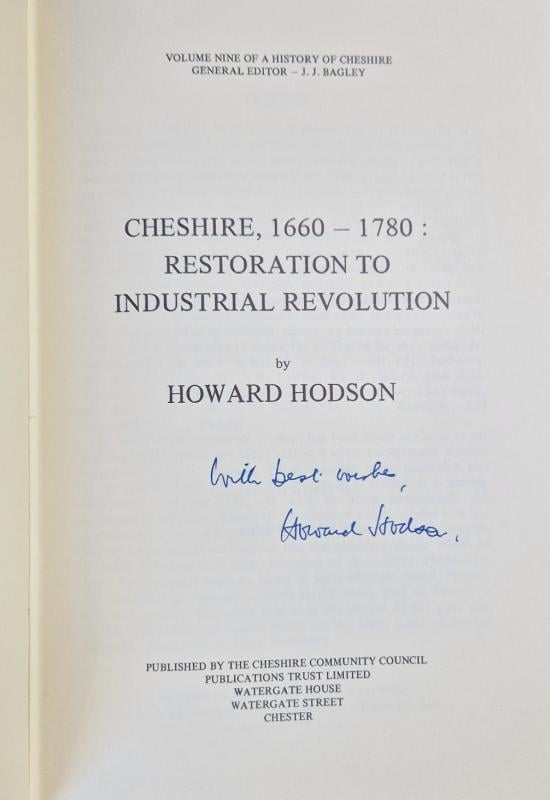 VOLUME NINE OF A HISTORY OF CHESHIRE
GENERAL EDITOR – J. J. BAGLEY
CHESHIRE, 1660 – 1780 :
RESTORATION TO
INDUSTRIAL REVOLUTION
by
HOWARD HODSON
With best wishes,
Howard Hodson.
PUBLISHED BY THE CHESHIRE COMMUNITY COUNCIL
PUBLICATIONS TRUST LIMITED
WATERGATE HOUSE
WATERGATE STREET
CHESTER